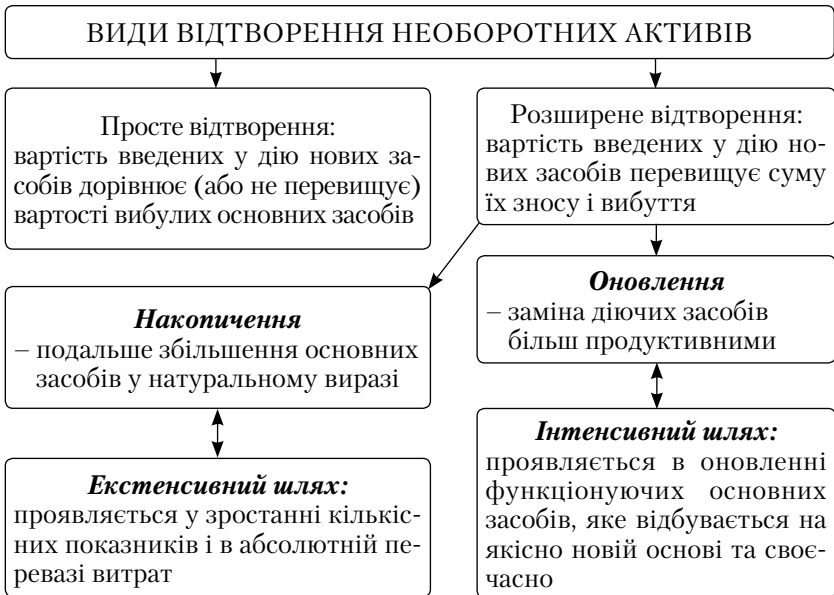 ВИДИ ВІДТВОРЕННЯ НЕОБОРОТНИХ АКТИВІВ
Просте відтворення:
вартість введених у дію нових за-
собів дорівнює (або не перевищує)
вартості вибулих основних засобів
Розширене відтворення:
вартість введених у дію но-
вих засобів перевищує суму
їх зносу і вибуття
Накопичення
– подальше збільшення основних
засобів у натуральному виразі
Оновлення
– заміна діючих засобів
більш продуктивними
Екстенсивний шлях:
проявляється у зростанні кількіс-
них показників і в абсолютній пе-
ревазі витрат
Інтенсивний шлях:
проявляється в оновленні
функціонуючих основних
засобів, яке відбувається на
якісно новій основі та своє-
часно